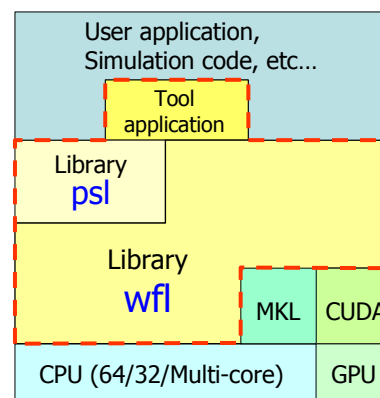 User application,
Simulation code, etc…
Tool
application
Library
psl
Library
wfl
MKL
CUDA
CPU (64/32/Multi-core)
GPU